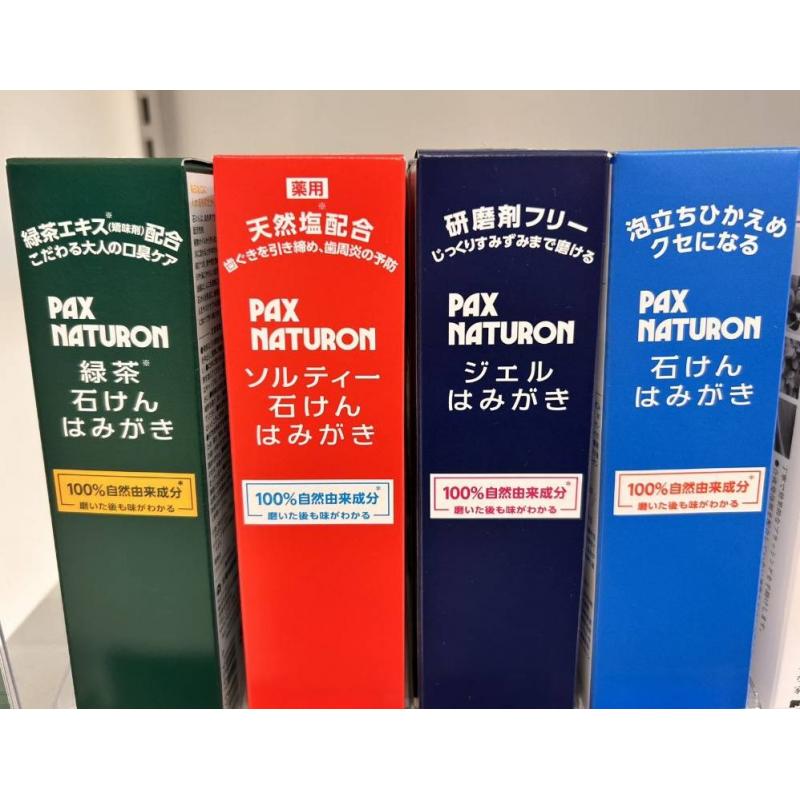 緑茶エキス※(矯味剤)配合
こだわる大人の口臭ケア
PAX
NATURON
緑茶※
石けん
はみがき
100%自然由来成分*
磨いた後も味がわかる
薬用
天然塩配合
歯ぐきを引き締め、歯周炎の予防
PAX
NATURON
ソルティー
石けん
はみがき
100%自然由来成分*
磨いた後も味がわかる
研磨剤フリー
じっくりすみずみまで磨ける
PAX
NATURON
ジェル
はみがき
100%自然由来成分*
磨いた後も味がわかる
泡立ちひかえめ
クセになる
PAX
NATURON
石けん
はみがき
100%自然由来成分*
磨いた後も味がわかる